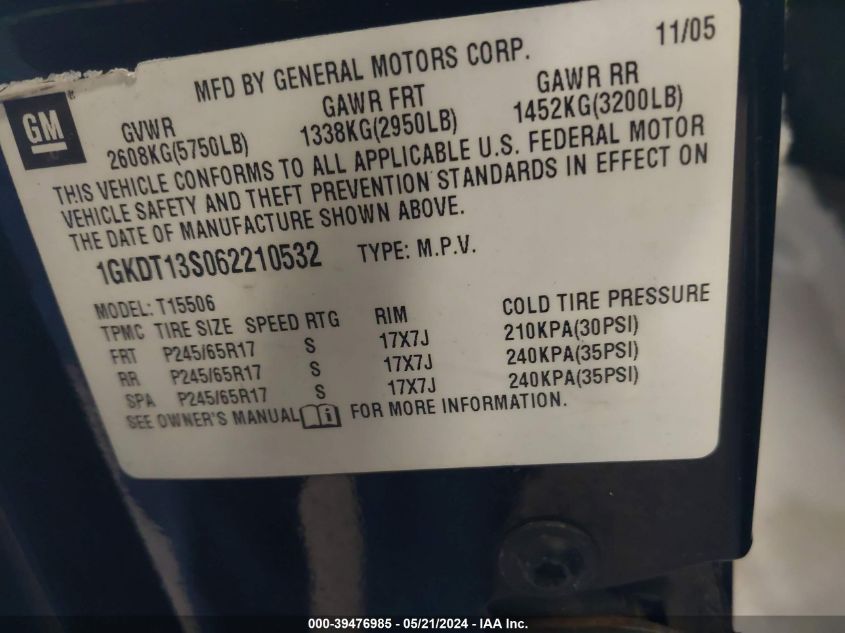 MFD BY GENERAL MOTORS CORP. 11/05
GM
GVWR GAWR FRT GAWR RR
2608KG(5750LB) 1338KG(2950LB) 1452KG(3200LB)
THIS VEHICLE CONFORMS TO ALL APPLICABLE U.S. FEDERAL MOTOR
VEHICLE SAFETY AND THEFT PREVENTION STANDARDS IN EFFECT ON
THE DATE OF MANUFACTURE SHOWN ABOVE.
1GKDT13S062210532 TYPE: M.P.V.
MODEL: T15506
TPMC TIRE SIZE SPEED RTG RIM COLD TIRE PRESSURE
FRT P245/65R17 S 17X7J 210KPA(30PSI)
RR P245/65R17 S 17X7J 240KPA(35PSI)
SPA P245/65R17 S 17X7J 240KPA(35PSI)
SEE OWNER'S MANUAL i FOR MORE INFORMATION.
000-39476985 - 05/21/2024 - IAA Inc.